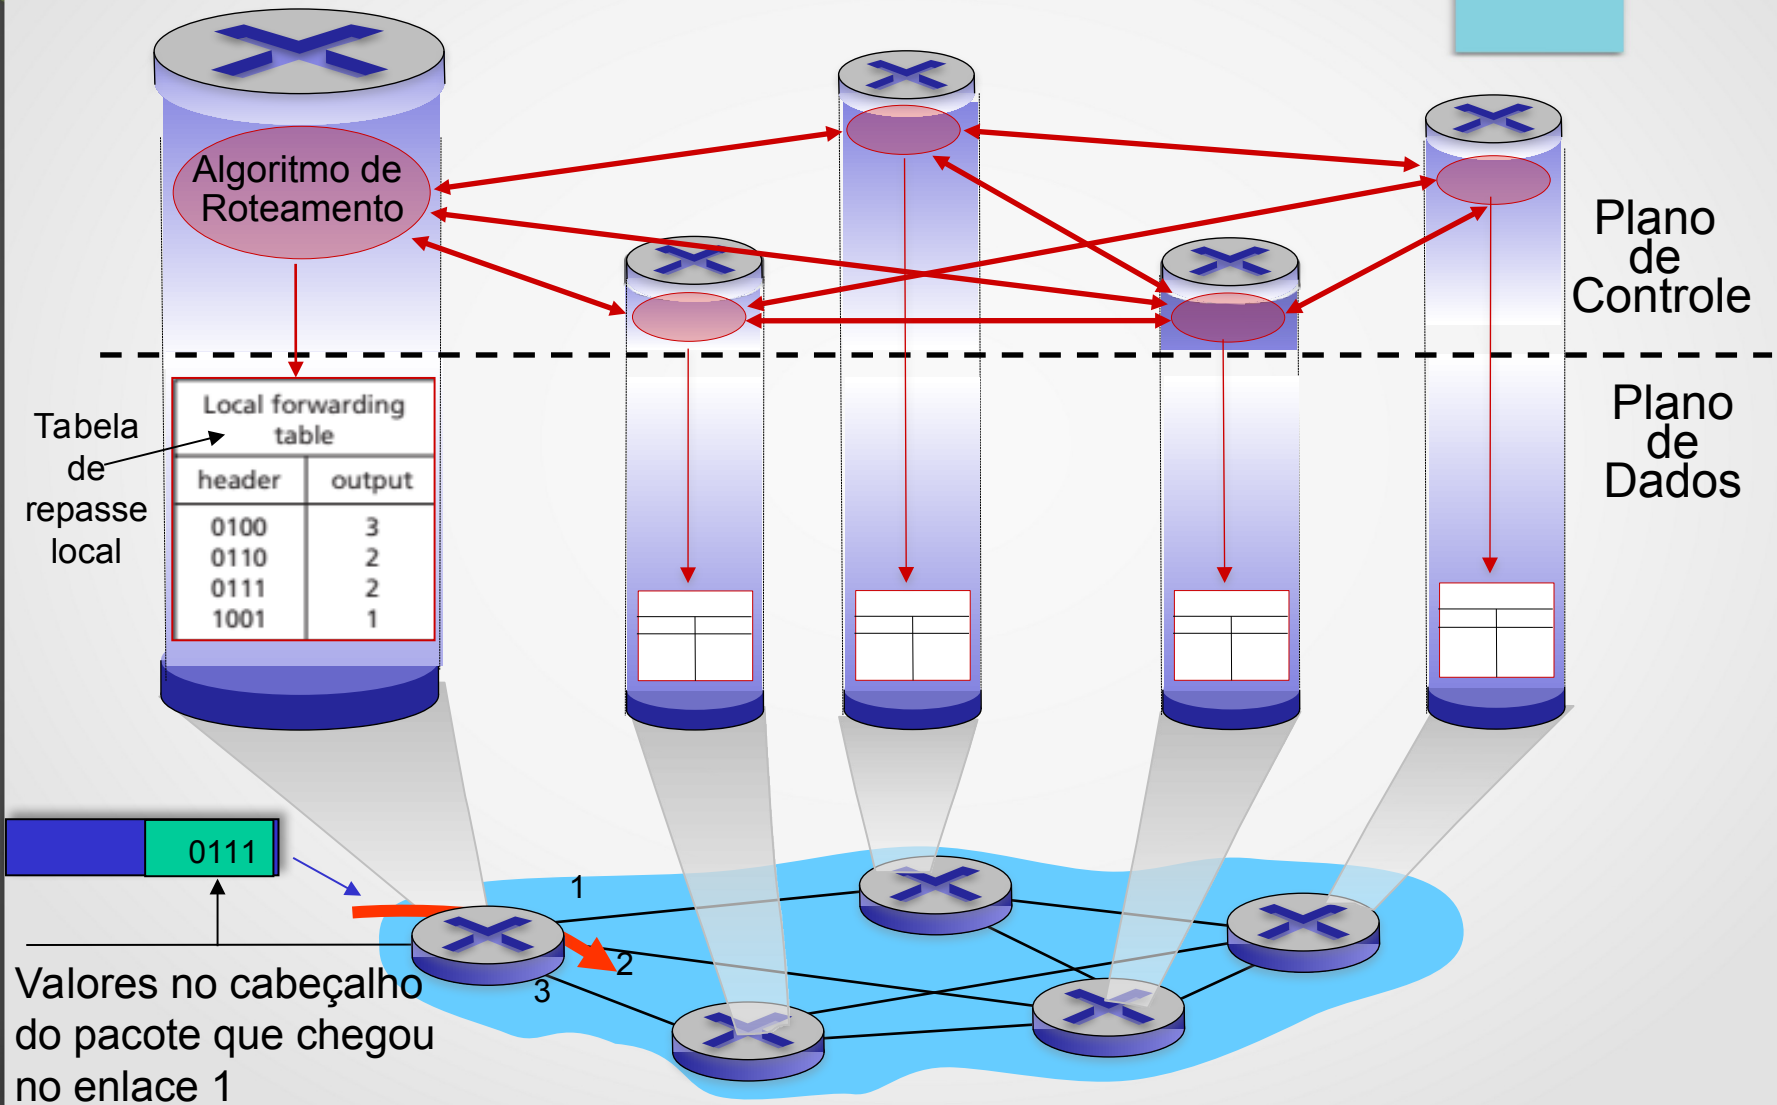 Algoritmo de
Roteamento
Plano
de
Controle
Plano
de
Dados
Tabela
de
repasse
local
Local forwarding
table
header output
0100 3
0110 2
0111 2
1001 1
0111
1
2
3
Valores no cabeçalho
do pacote que chegou
no enlace 1